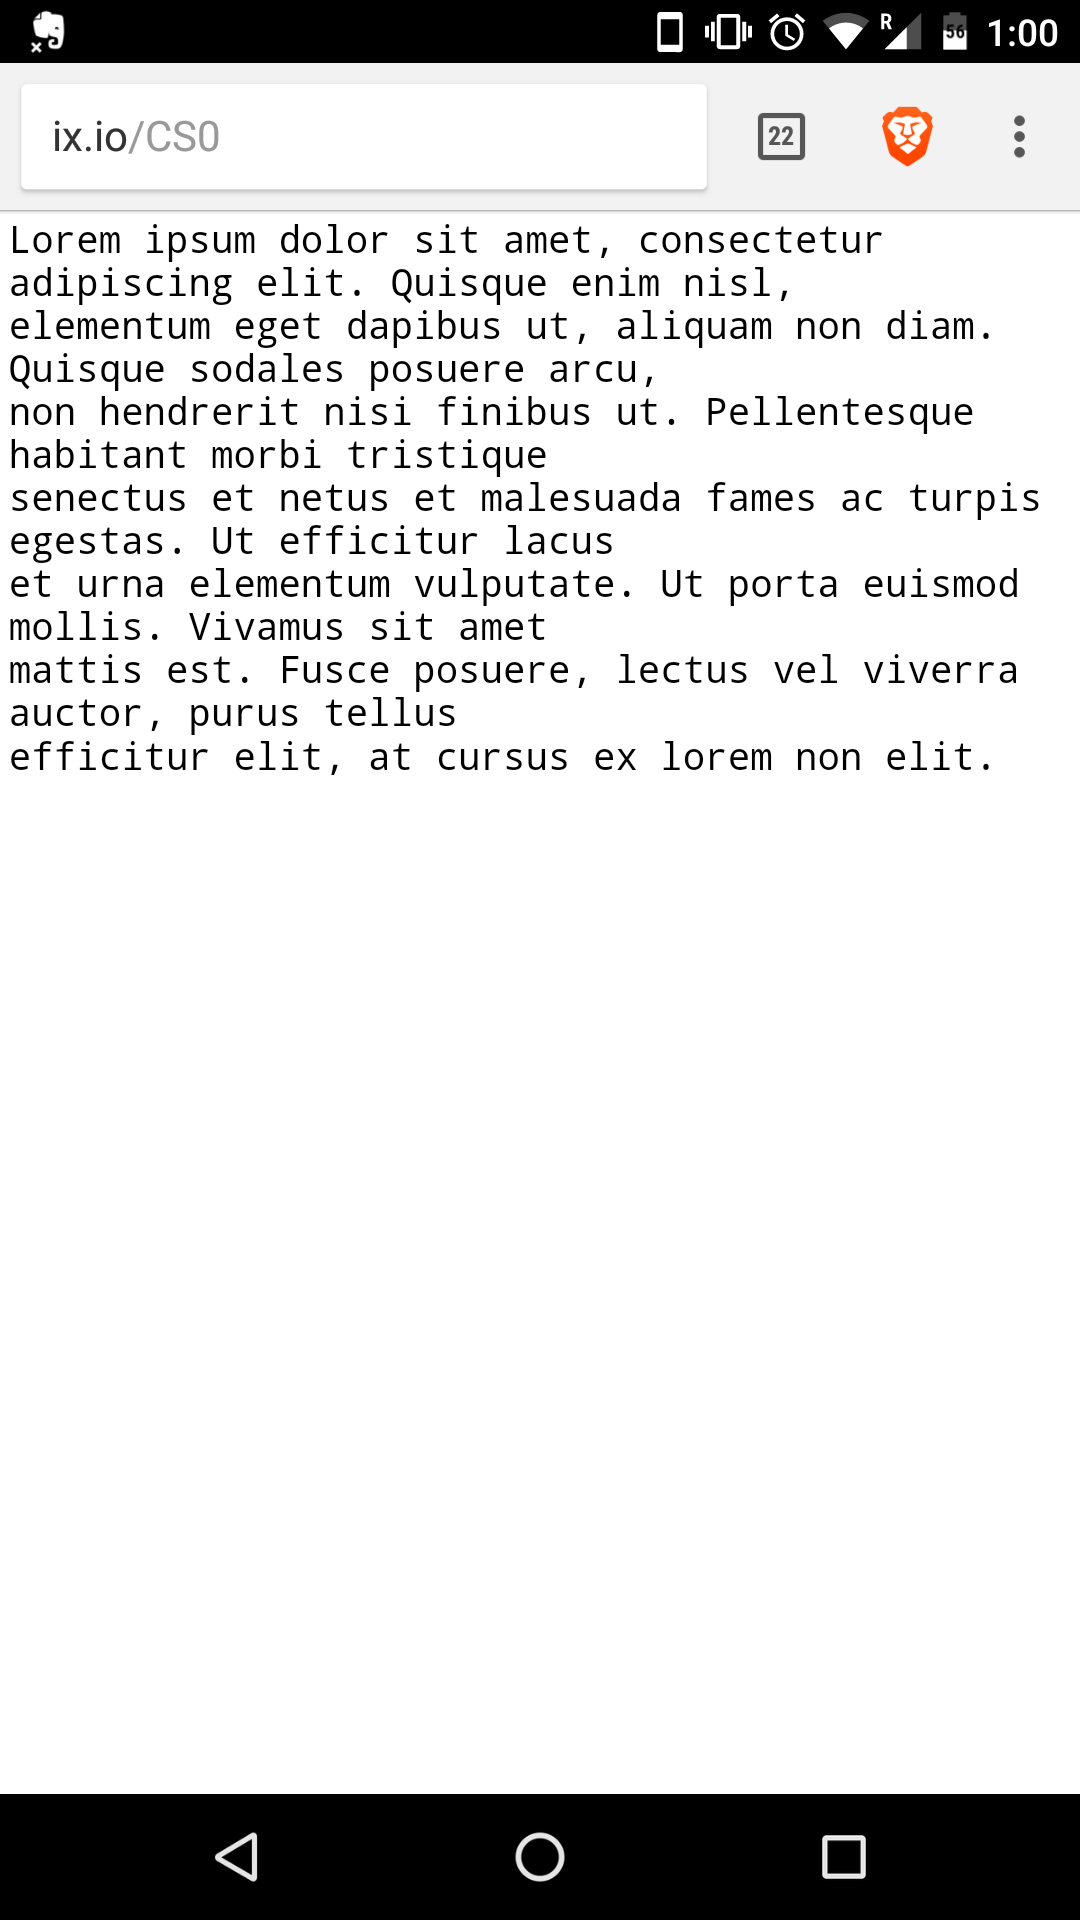 R 56 1:00
ix.io/CS0 22
Lorem ipsum dolor sit amet, consectetur
adipiscing elit. Quisque enim nisl,
elementum eget dapibus ut, aliquam non diam.
Quisque sodales posuere arcu,
non hendrerit nisi finibus ut. Pellentesque
habitant morbi tristique
senectus et netus et malesuada fames ac turpis
egestas. Ut efficitur lacus
et urna elementum vulputate. Ut porta euismod
mollis. Vivamus sit amet
mattis est. Fusce posuere, lectus vel viverra
auctor, purus tellus
efficitur elit, at cursus ex lorem non elit.